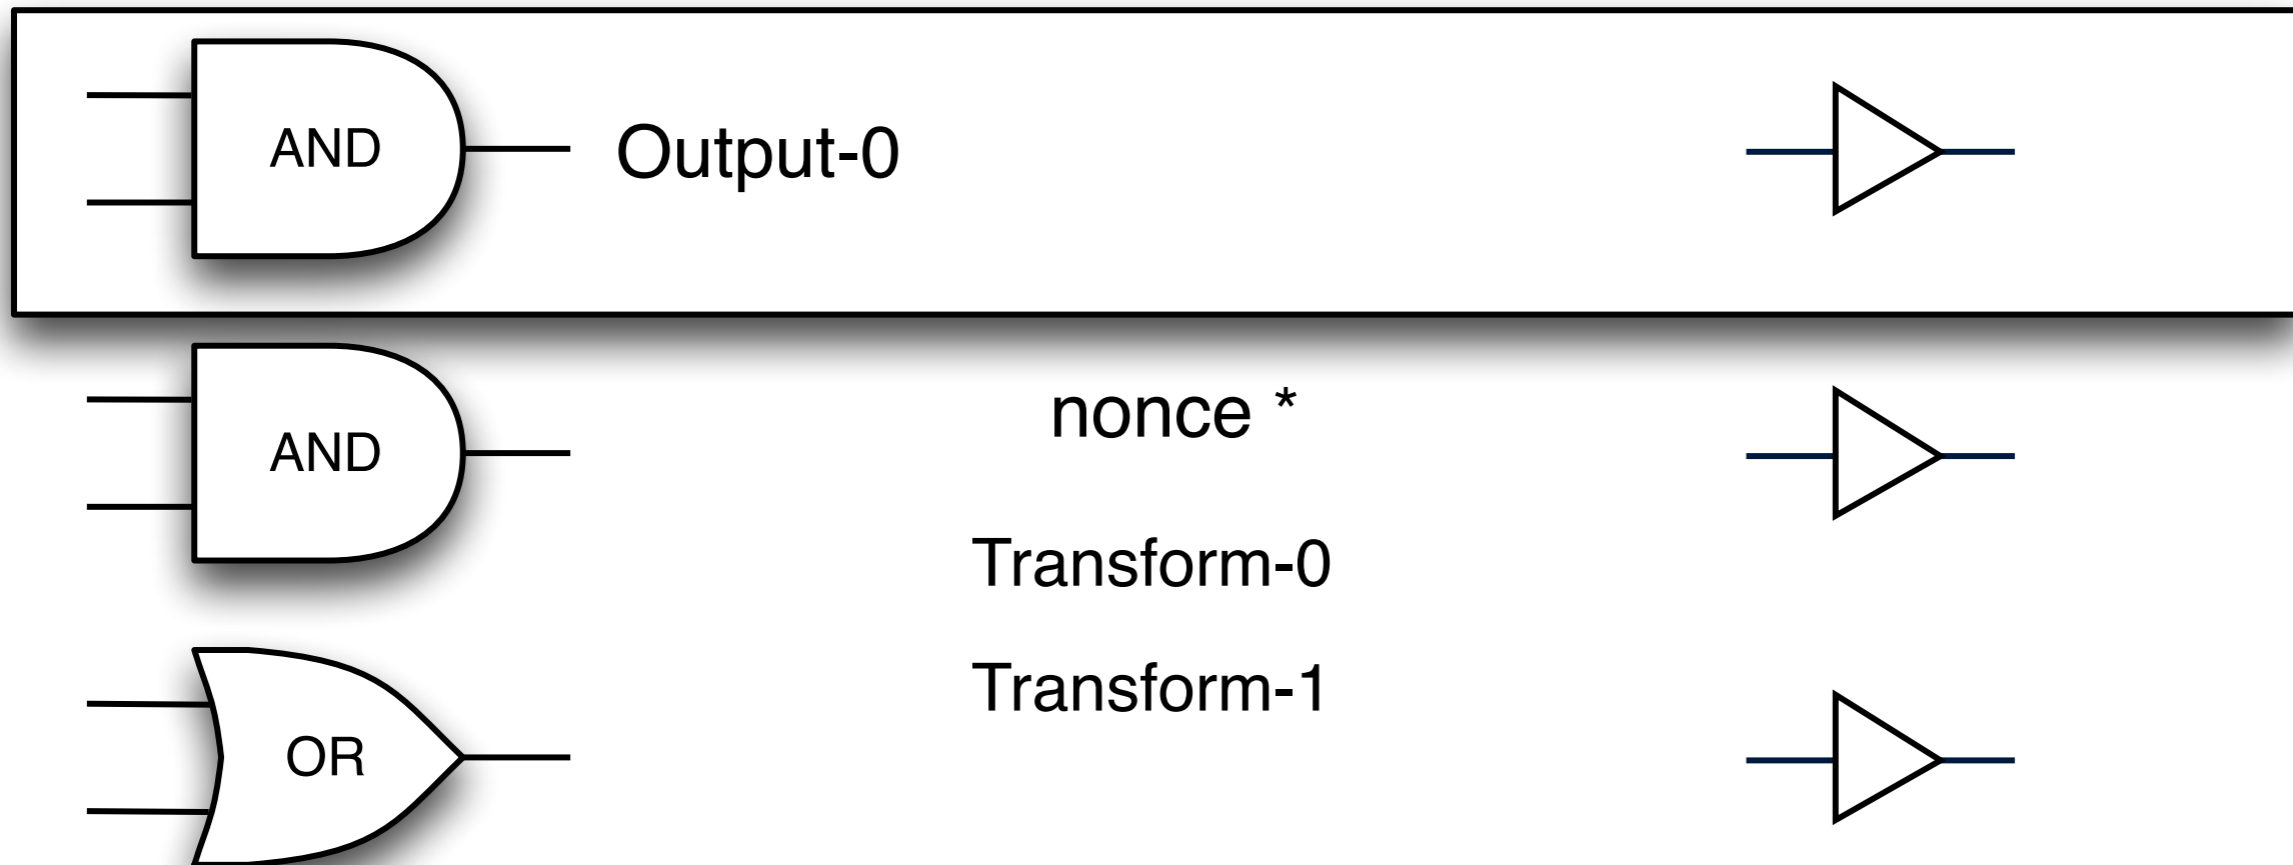 AND
Output-0
AND
nonce *
Transform-0
Transform-1
OR